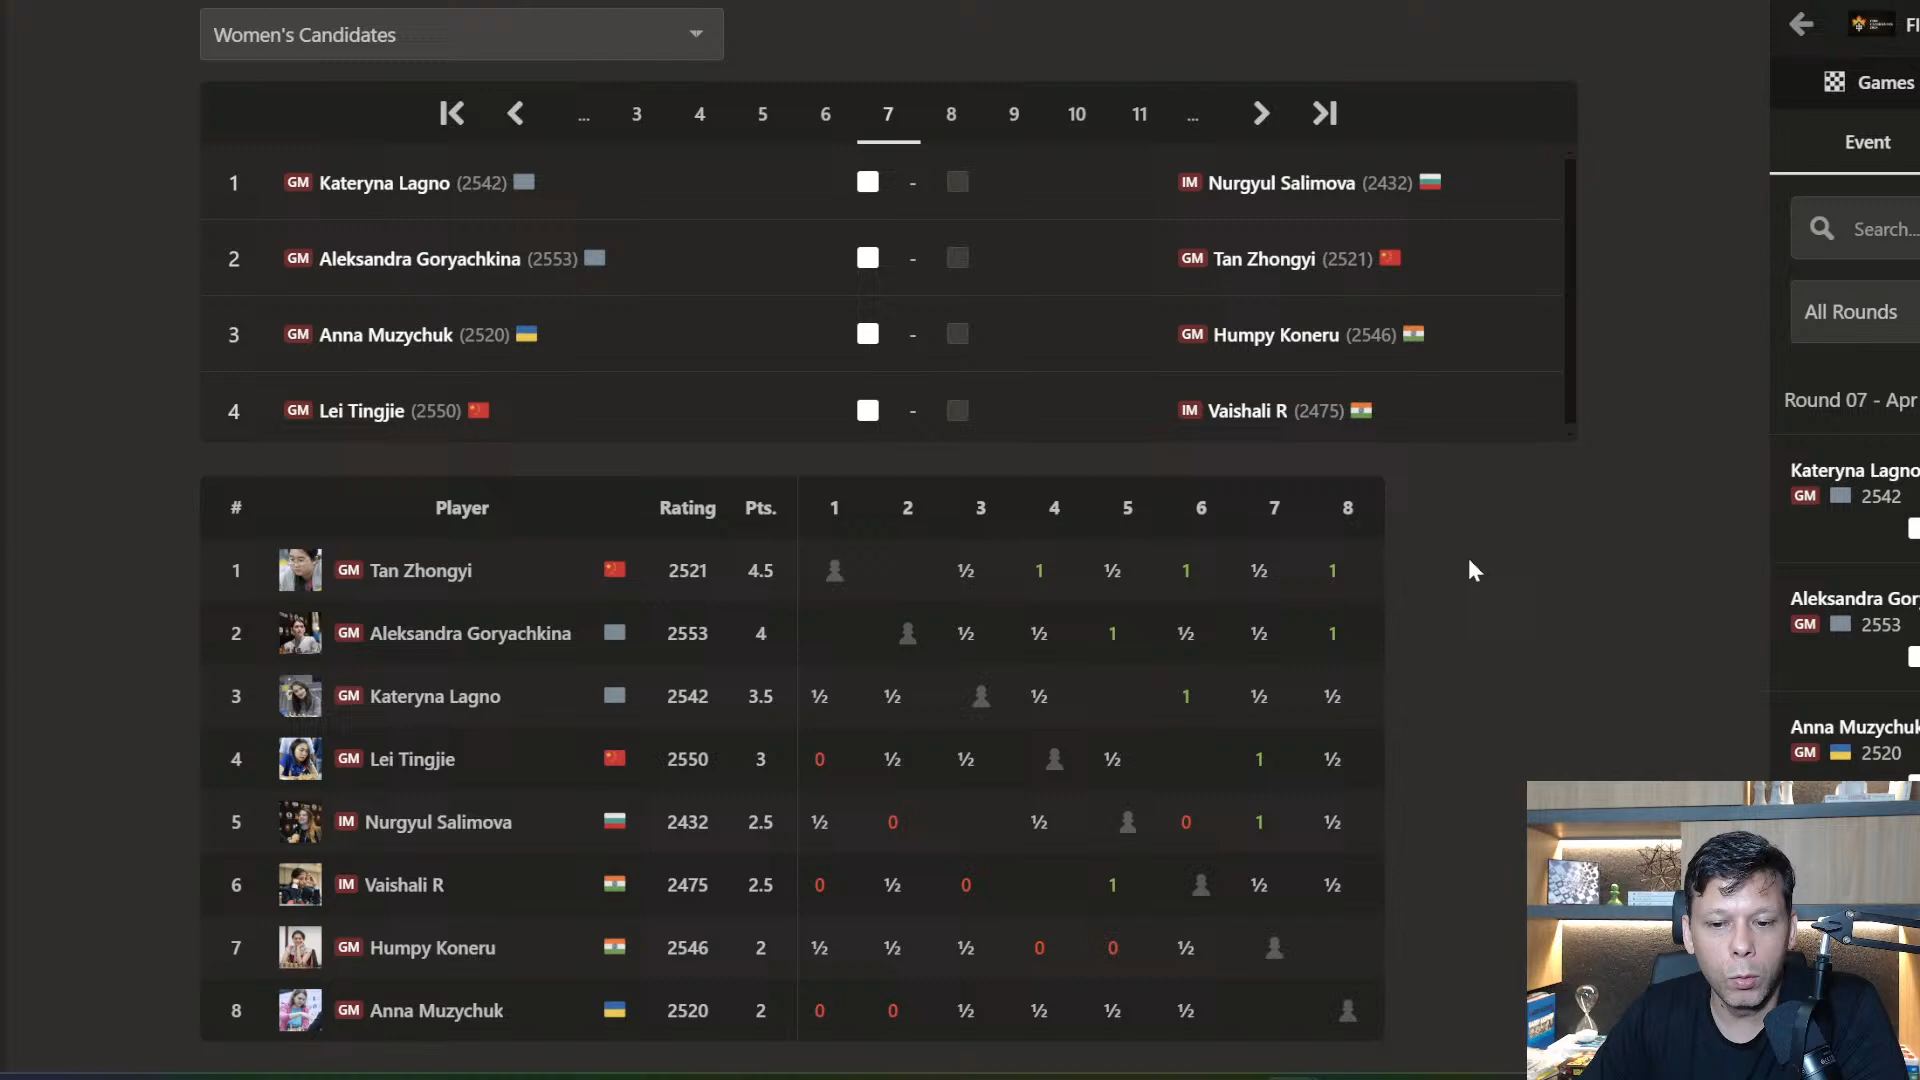 Women's Candidates
... 3 4 5 6 7 8 9 10 11 ...
1 GM Kateryna Lagno (2542) - IM Nurgyul Salimova (2432)
2 GM Aleksandra Goryachkina (2553) - GM Tan Zhongyi (2521)
3 GM Anna Muzychuk (2520) - GM Humpy Koneru (2546)
4 GM Lei Tingjie (2550) - IM Vaishali R (2475)
# Player Rating Pts. 1 2 3 4 5 6 7 8
1 GM Tan Zhongyi 2521 4.5 ½ 1 ½ 1 ½ 1
2 GM Aleksandra Goryachkina 2553 4 ½ ½ 1 ½ ½ 1
3 GM Kateryna Lagno 2542 3.5 ½ ½ ½ 1 ½ ½
4 GM Lei Tingjie 2550 3 0 ½ ½ ½ 1 ½
5 IM Nurgyul Salimova 2432 2.5 ½ 0 ½ 0 1 ½
6 IM Vaishali R 2475 2.5 0 ½ 0 1 ½ ½
7 GM Humpy Koneru 2546 2 ½ ½ ½ 0 0 ½
8 GM Anna Muzychuk 2520 2 0 0 ½ ½ ½ ½
FI
Games
Event
Search...
All Rounds
Round 07 - Apr
Kateryna Lagno
GM 2542
Aleksandra Gory
GM 2553
Anna Muzychuk
GM 2520